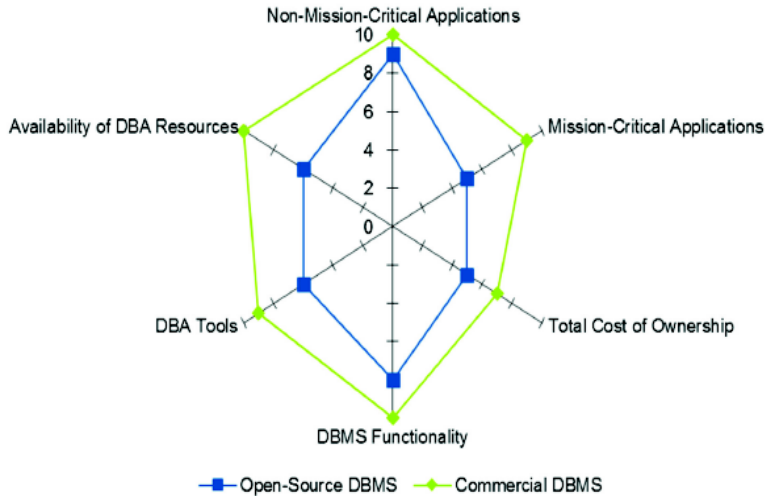 Non-Mission-Critical Applications
10
8
6
4
2
0
Availability of DBA Resources
Mission-Critical Applications
DBA Tools
Total Cost of Ownership
DBMS Functionality
Open-Source DBMS
Commercial DBMS